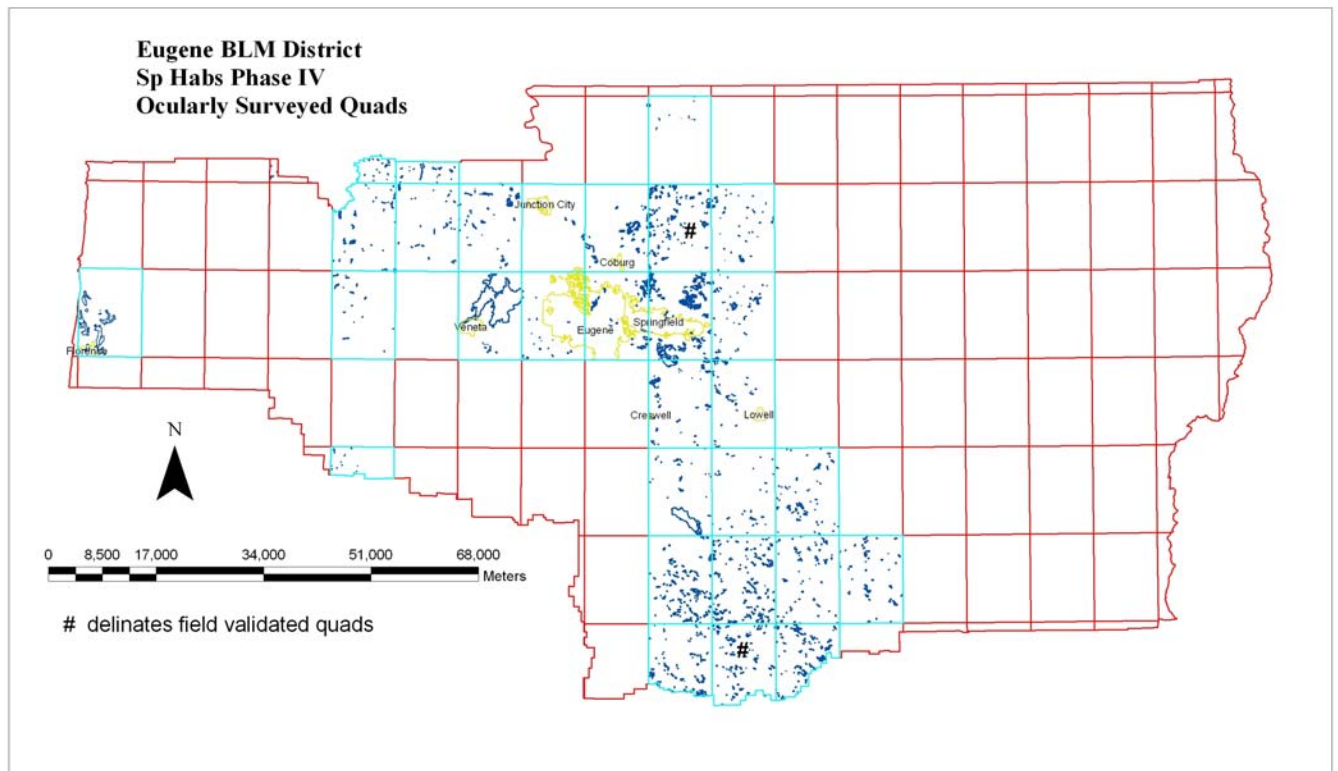 Eugene BLM District
Sp Habs Phase IV
Ocularly Surveyed Quads
Junction City
#
Coburg
Veneta
Eugene
Springfield
Florence
Creswell
Lowell
N
0 8,500 17,000 34,000 51,000 68,000
Meters
# delinates field validated quads
#